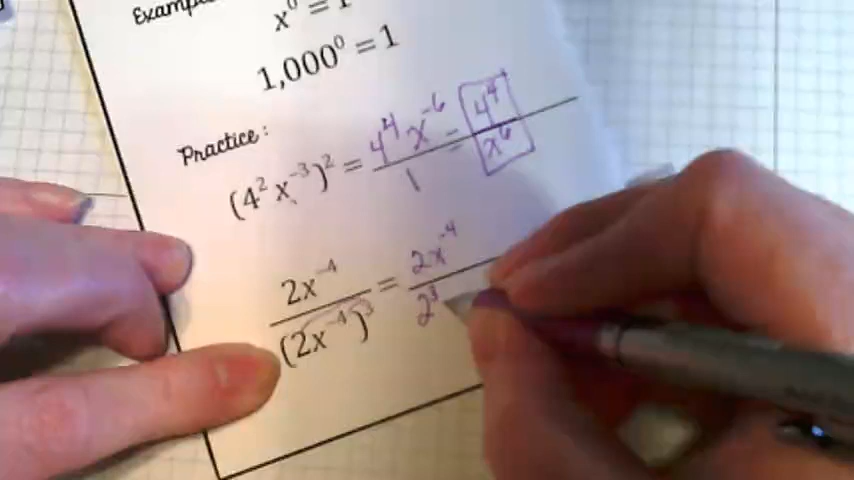 x⁰ = 1
1,000⁰ = 1
Practice:
(4²x⁻³)² = 4⁴x⁻⁶/1 = 4⁴/x⁶
2x⁻⁴/(2x⁻⁴)³ = 2x⁻⁴/2³